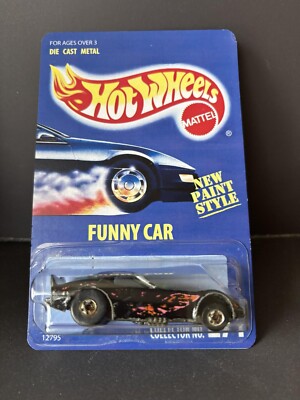 FOR AGES OVER 3
DIE CAST METAL
HOT WHEELS
MATTEL
®
NEW
PAINT
STYLE
FUNNY CAR
12795
COLLECTOR NO.